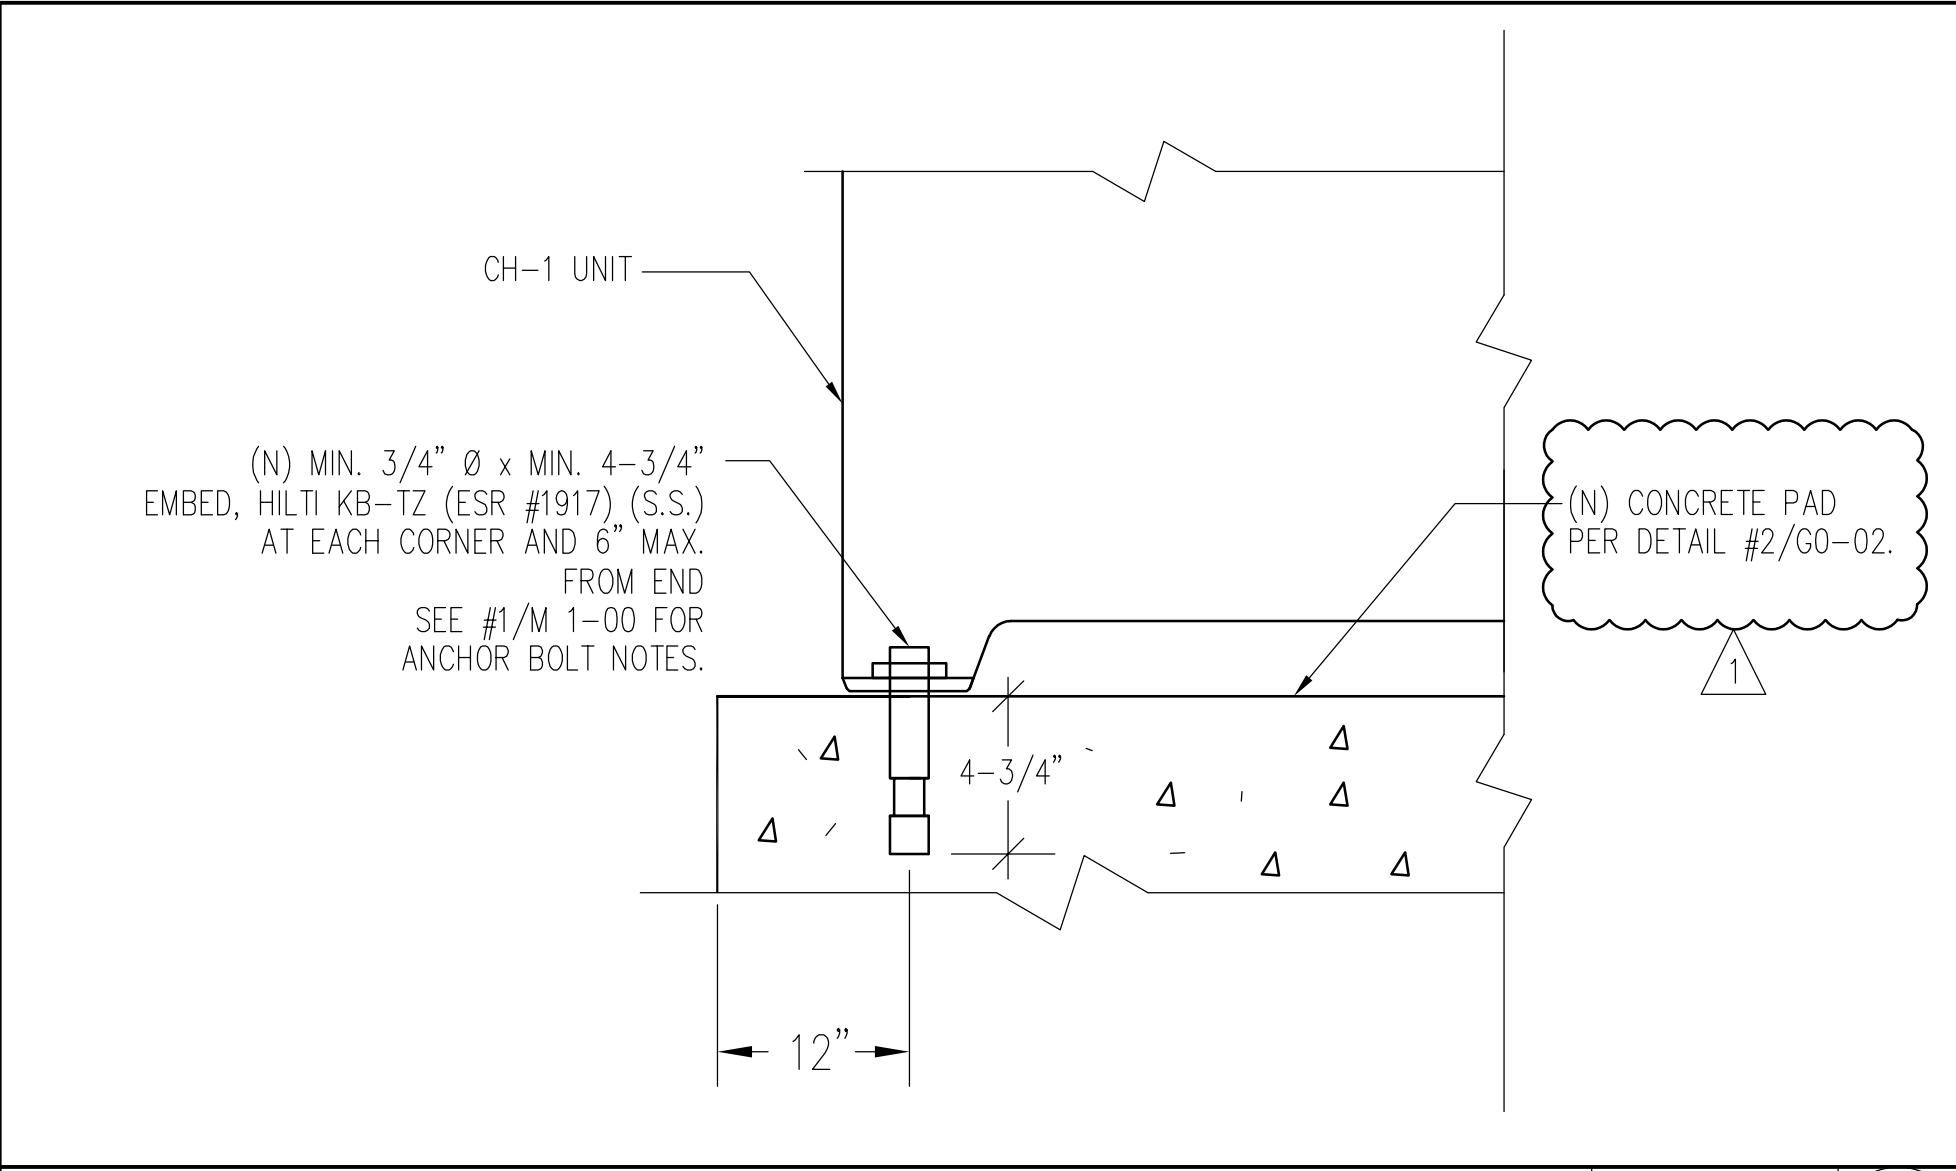 CH-1 UNIT
(N) MIN. 3/4" Ø x MIN. 4-3/4"
EMBED, HILTI KB-TZ (ESR #1917) (S.S.)
AT EACH CORNER AND 6" MAX.
FROM END
SEE #1/M 1-00 FOR
ANCHOR BOLT NOTES.
(N) CONCRETE PAD
PER DETAIL #2/G0-02.
1
4-3/4"
12"